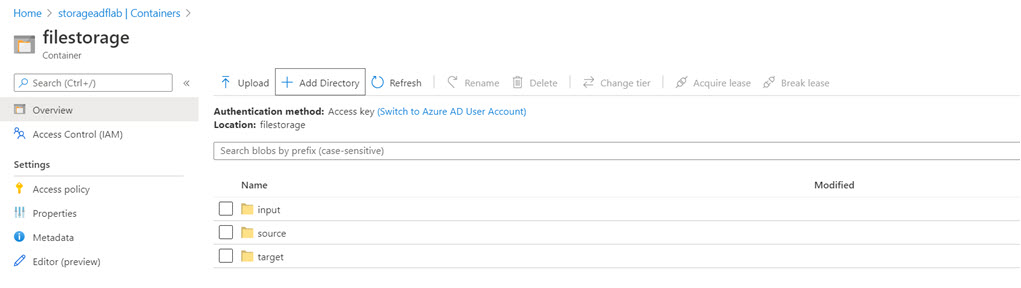 Home > storageadflab | Containers >
filestorage
Container
Search (Ctrl+/) «
Overview
Access Control (IAM)
Settings
Access policy
Properties
Metadata
Editor (preview)
Upload + Add Directory Refresh Rename Delete Change tier Acquire lease Break lease
Authentication method: Access key (Switch to Azure AD User Account)
Location: filestorage
Search blobs by prefix (case-sensitive)
Name Modified
input
source
target